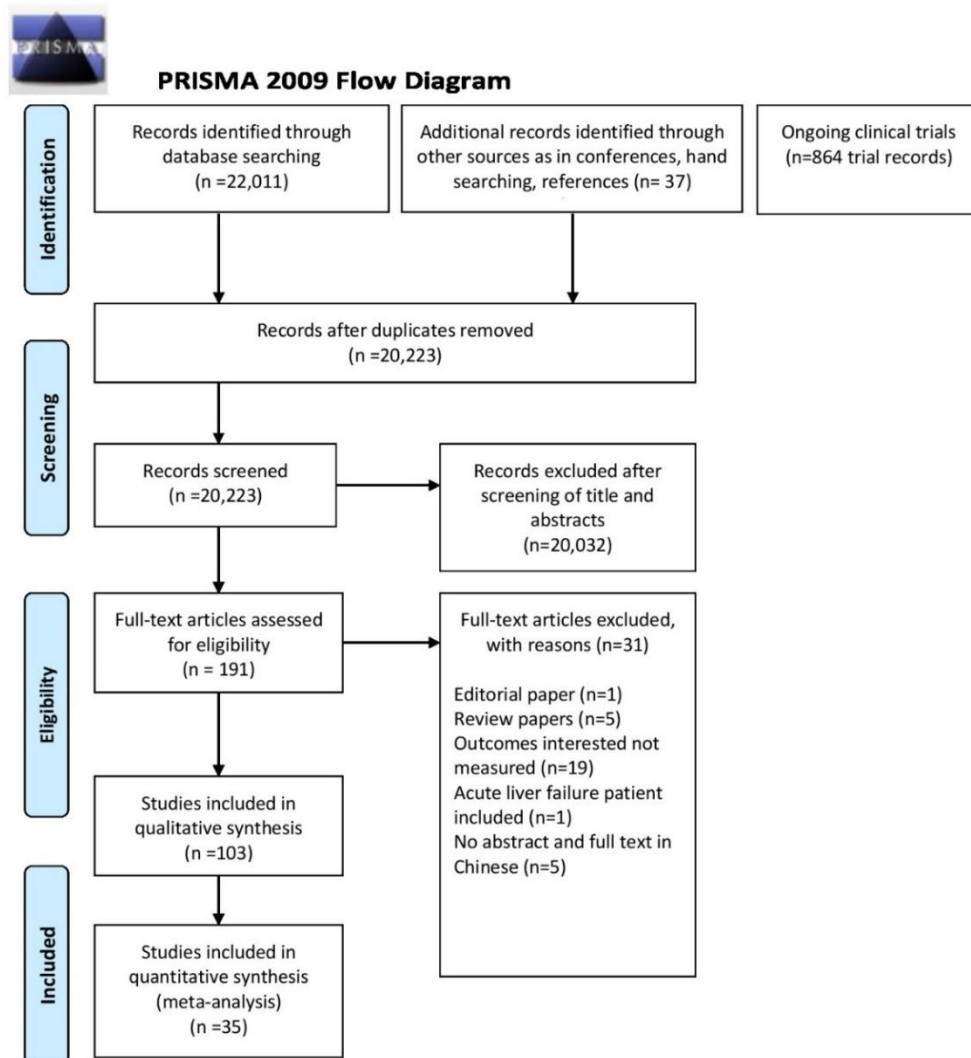 PRISMA
PRISMA 2009 Flow Diagram
Identification
Records identified through
database searching
(n =22,011)
Additional records identified through
other sources as in conferences, hand
searching, references (n= 37)
Ongoing clinical trials
(n=864 trial records)
Records after duplicates removed
(n =20,223)
Screening
Records screened
(n =20,223)
Records excluded after
screening of title and
abstracts
(n=20,032)
Eligibility
Full-text articles assessed
for eligibility
(n = 191)
Full-text articles excluded,
with reasons (n=31)
Editorial paper (n=1)
Review papers (n=5)
Outcomes interested not
measured (n=19)
Acute liver failure patient
included (n=1)
No abstract and full text in
Chinese (n=5)
Studies included in
qualitative synthesis
(n =103)
Included
Studies included in
quantitative synthesis
(meta-analysis)
(n =35)